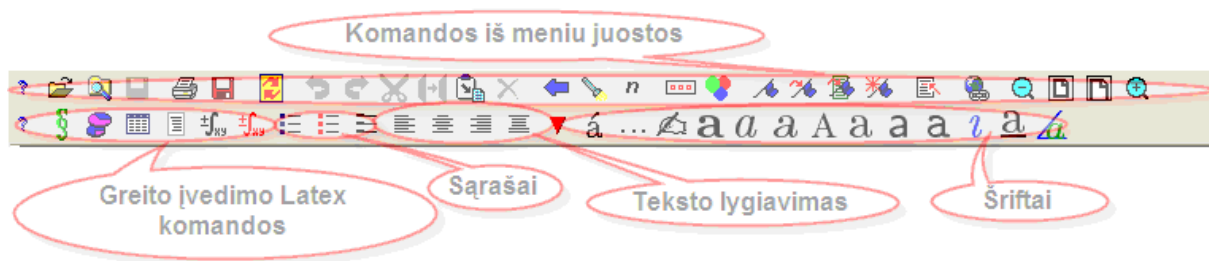 Komandos iš meniu juostos
Greito įvedimo Latex
komandos
Sąrašai
Teksto lygiavimas
Šriftai